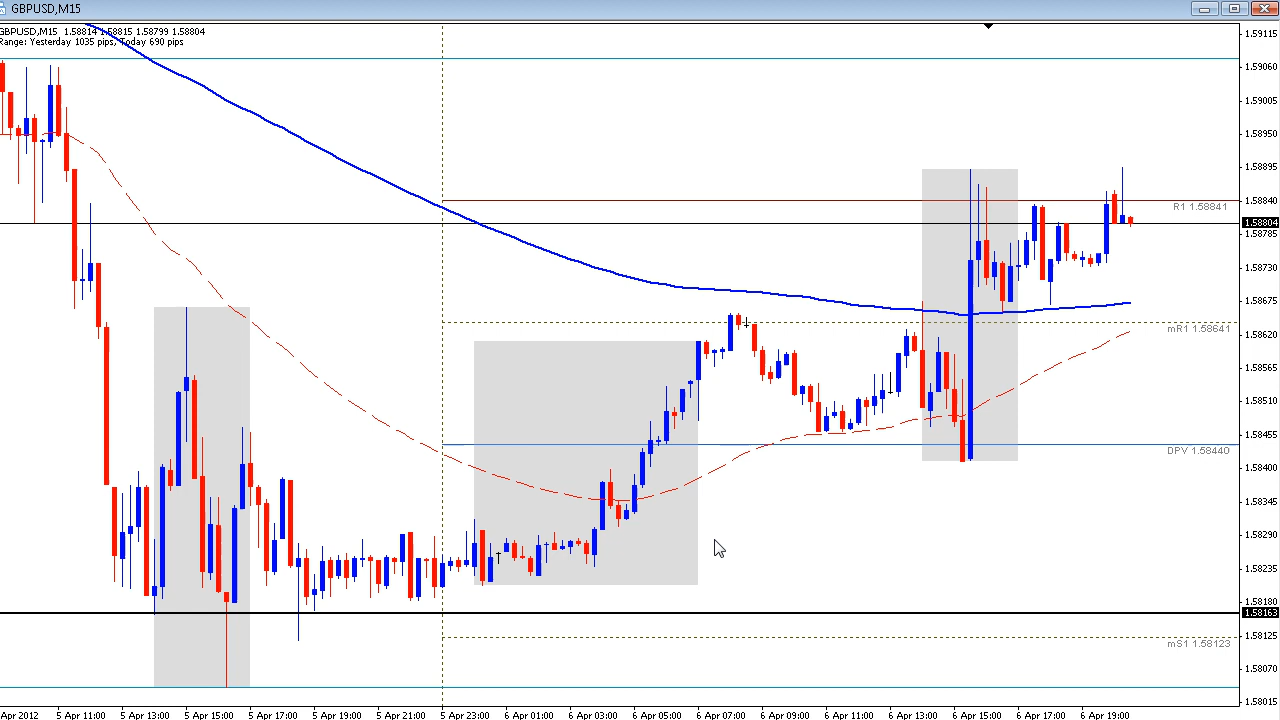 GBPUSD,M15
GBPUSD,M15 1.58814 1.58815 1.58799 1.58804
Range: Yesterday 1035 pips, Today 690 pips
1.59115
1.59060
1.59005
1.58950
1.58895
1.58840
R1 1.58841
1.58804
1.58785
1.58730
1.58675
mR1 1.58641
1.58620
1.58565
1.58510
1.58455
DPV 1.58440
1.58400
1.58345
1.58290
1.58235
1.58180
1.58163
1.58125
mS1 1.58123
1.58070
1.58015
Apr 2012 5 Apr 11:00 5 Apr 13:00 5 Apr 15:00 5 Apr 17:00 5 Apr 19:00 5 Apr 21:00 5 Apr 23:00 6 Apr 01:00 6 Apr 03:00 6 Apr 05:00 6 Apr 07:00 6 Apr 09:00 6 Apr 11:00 6 Apr 13:00 6 Apr 15:00 6 Apr 17:00 6 Apr 19:00